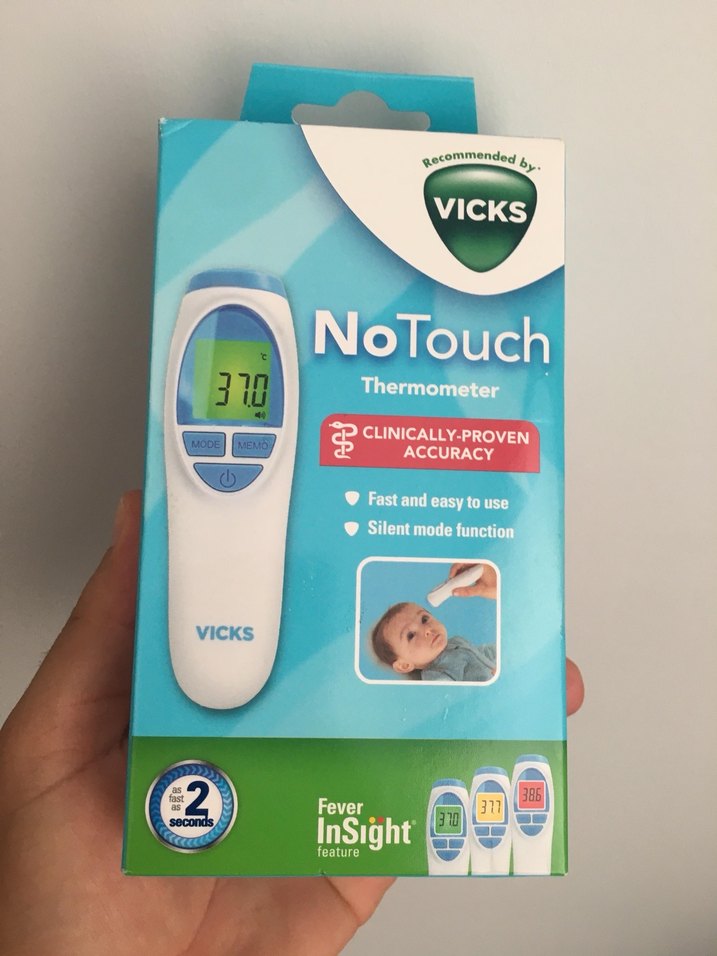 Recommended by*
VICKS
°C
37.0
MODE
MEMO
VICKS
NoTouch
Thermometer
CLINICALLY-PROVEN
ACCURACY
Fast and easy to use
Silent mode function
as
fast
as
2
seconds
Fever
InSight®
feature
37.0
37.7
38.6